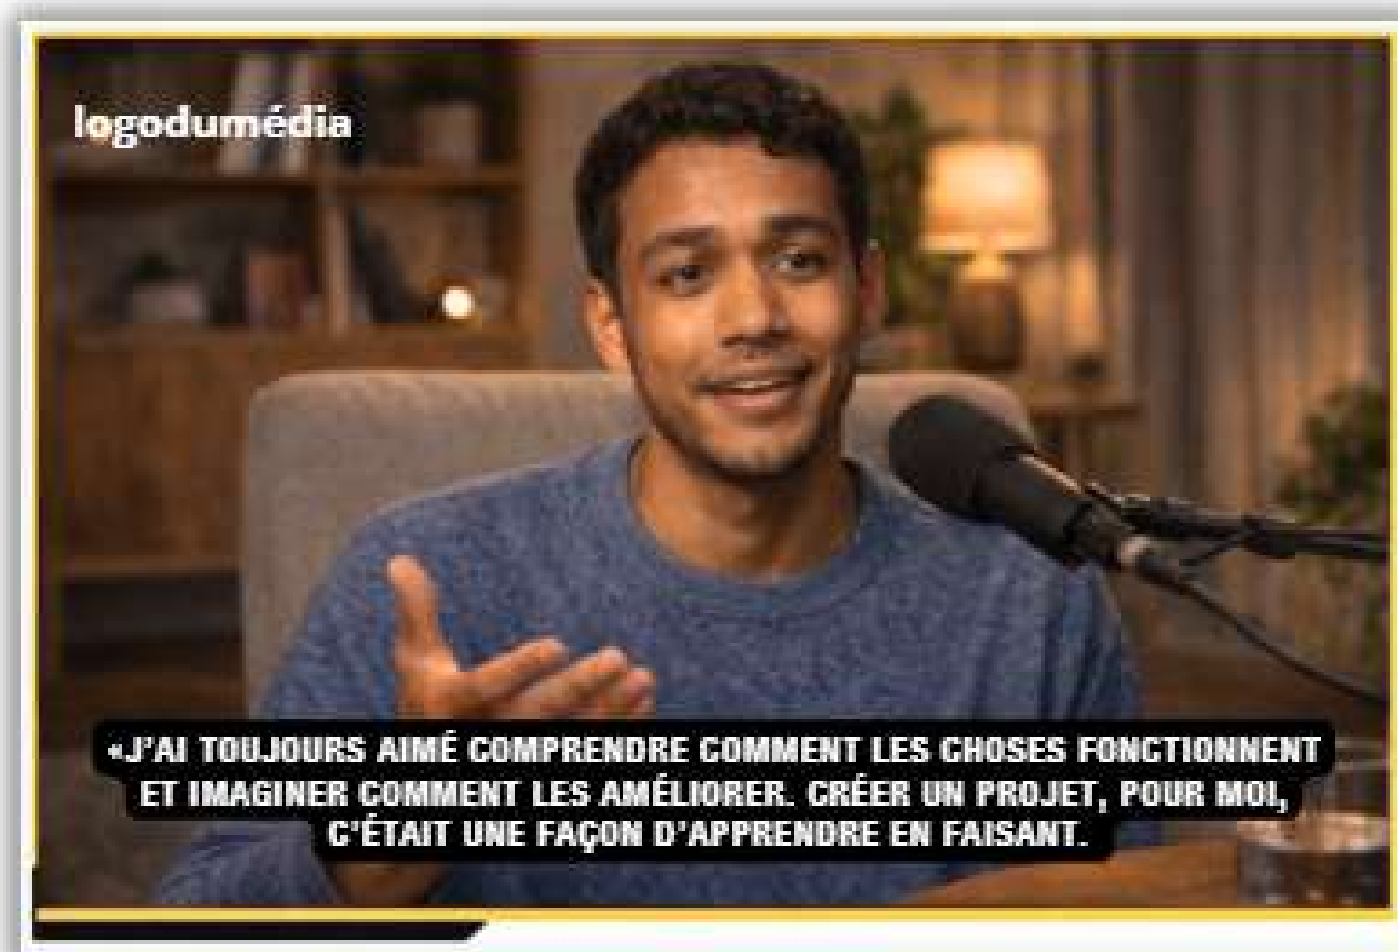 logodumédia
«J'AI TOUJOURS AIMÉ COMPRENDRE COMMENT LES CHOSES FONCTIONNENT
ET IMAGINER COMMENT LES AMÉLIORER. CRÉER UN PROJET, POUR MOI,
C'ÉTAIT UNE FAÇON D'APPRENDRE EN FAISANT.